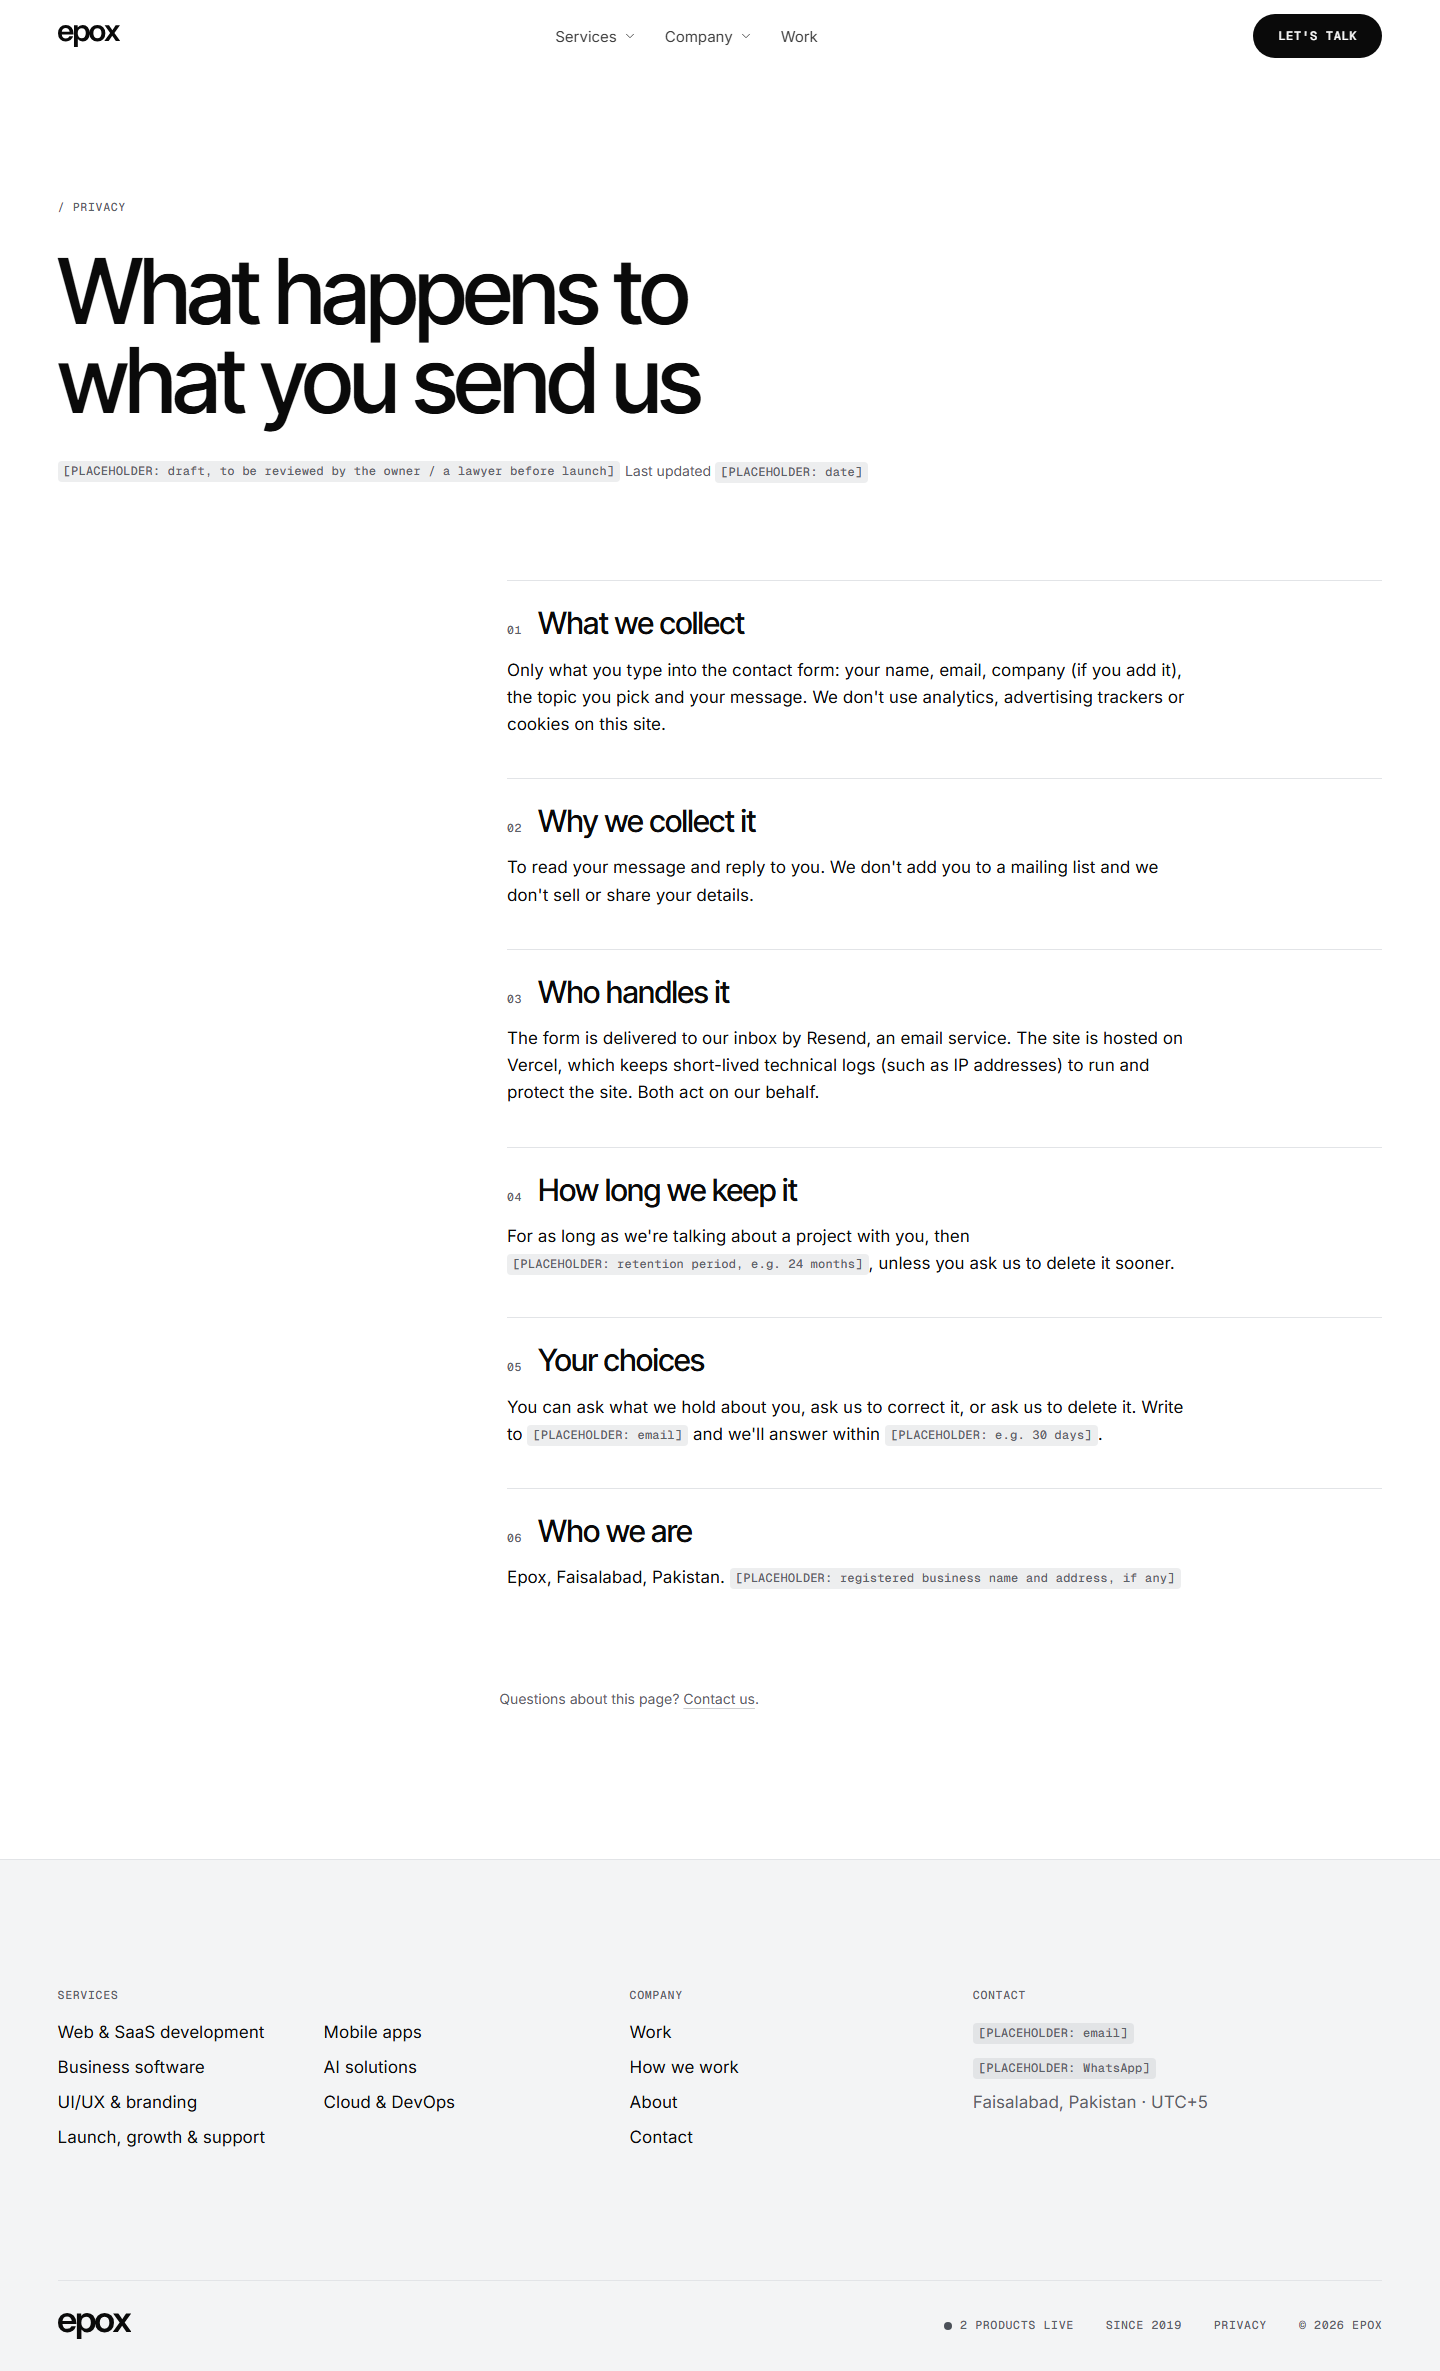 epox
Services
Company
Work
LET'S TALK
/ PRIVACY
What happens to
what you send us
[PLACEHOLDER: draft, to be reviewed by the owner / a lawyer before launch] Last updated [PLACEHOLDER: date]
01 What we collect
Only what you type into the contact form: your name, email, company (if you add it),
the topic you pick and your message. We don't use analytics, advertising trackers or
cookies on this site.
02 Why we collect it
To read your message and reply to you. We don't add you to a mailing list and we
don't sell or share your details.
03 Who handles it
The form is delivered to our inbox by Resend, an email service. The site is hosted on
Vercel, which keeps short-lived technical logs (such as IP addresses) to run and
protect the site. Both act on our behalf.
04 How long we keep it
For as long as we're talking about a project with you, then
[PLACEHOLDER: retention period, e.g. 24 months], unless you ask us to delete it sooner.
05 Your choices
You can ask what we hold about you, ask us to correct it, or ask us to delete it. Write
to [PLACEHOLDER: email] and we'll answer within [PLACEHOLDER: e.g. 30 days].
06 Who we are
Epox, Faisalabad, Pakistan. [PLACEHOLDER: registered business name and address, if any]
Questions about this page? Contact us.
SERVICES
Web & SaaS development
Business software
UI/UX & branding
Launch, growth & support
Mobile apps
AI solutions
Cloud & DevOps
COMPANY
Work
How we work
About
Contact
CONTACT
[PLACEHOLDER: email]
[PLACEHOLDER: WhatsApp]
Faisalabad, Pakistan · UTC+5
epox
2 PRODUCTS LIVE
SINCE 2019
PRIVACY
© 2026 EPOX